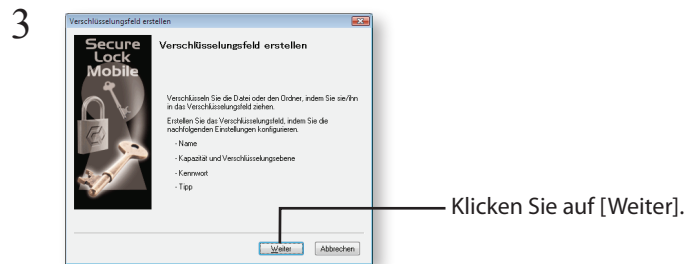 3
Verschlüsselungsfeld erstellen
Secure
Lock
Mobile
Verschlüsselungsfeld erstellen
Verschlüsseln Sie die Datei oder den Ordner, indem Sie sie/ihn
in das Verschlüsselungsfeld ziehen.
Erstellen Sie das Verschlüsselungsfeld, indem Sie die
nachfolgenden Einstellungen konfigurieren.
- Name
- Kapazität und Verschlüsselungsebene
- Kennwort
- Tipp
Klicken Sie auf [Weiter].
Weiter
Abbrechen